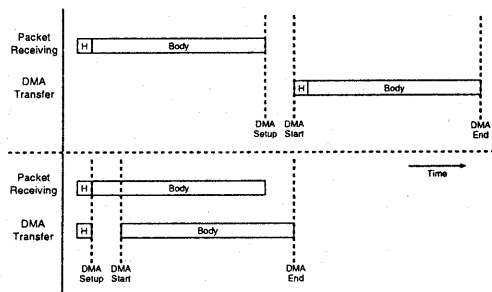 Packet
Receiving
H
Body
DMA
Transfer
H
Body
DMA
Setup
DMA
Start
DMA
End
Time
Packet
Receiving
H
Body
DMA
Transfer
H
Body
DMA
Setup
DMA
Start
DMA
End